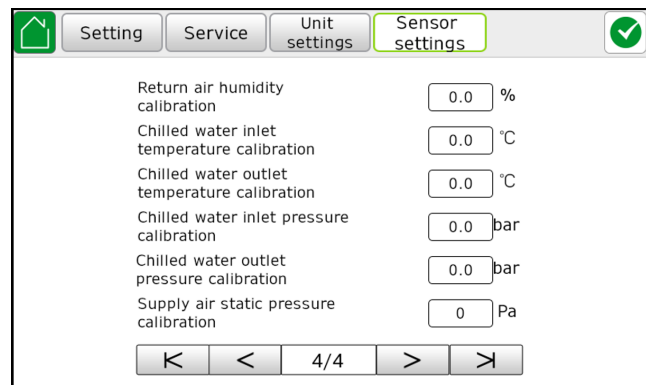 Setting
Service
Unit
settings
Sensor
settings
Return air humidity
calibration
0.0 %
Chilled water inlet
temperature calibration
0.0 °C
Chilled water outlet
temperature calibration
0.0 °C
Chilled water inlet pressure
calibration
0.0 bar
Chilled water outlet
pressure calibration
0.0 bar
Supply air static pressure
calibration
0 Pa
4/4